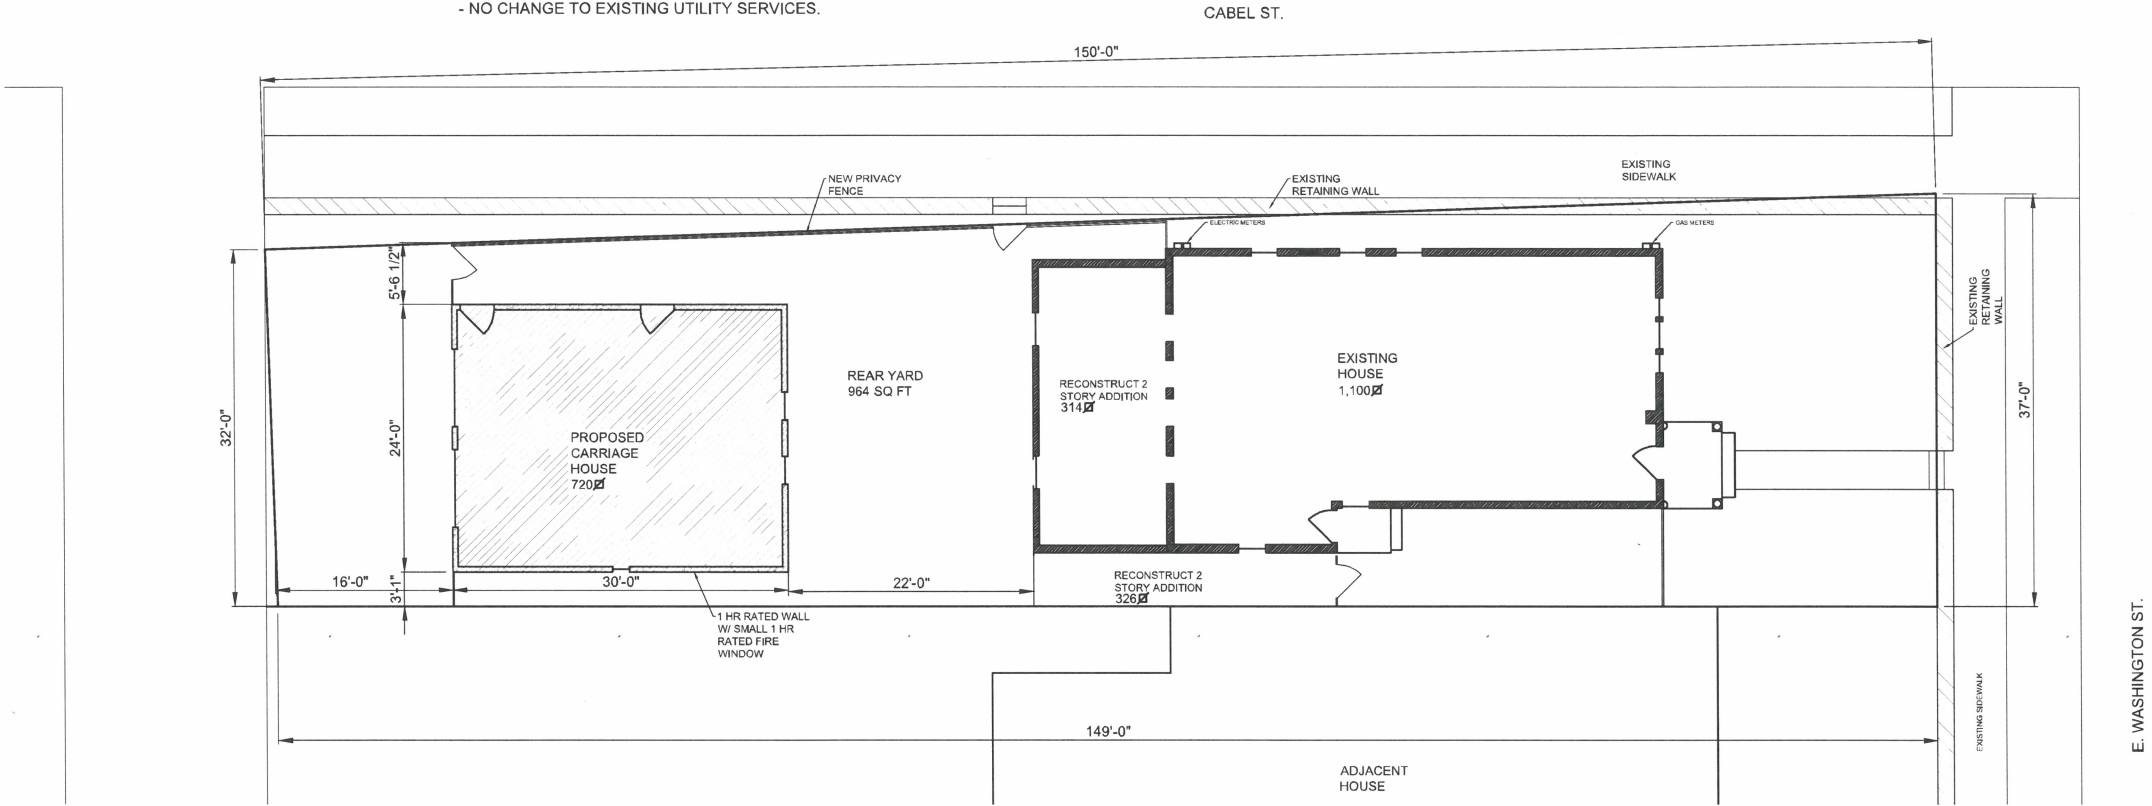 - NO CHANGE TO EXISTING UTILITY SERVICES.
CABEL ST.
150'-0"
NEW PRIVACY
FENCE
EXISTING
RETAINING WALL
EXISTING
SIDEWALK
ELECTRIC METERS
GAS METERS
5'-6 1/2"
32'-0"
24'-0"
3'-1"
16'-0"
30'-0"
22'-0"
PROPOSED
CARRIAGE
HOUSE
720
REAR YARD
964 SQ FT
RECONSTRUCT 2
STORY ADDITION
314
EXISTING
HOUSE
1,100
EXISTING
RETAINING
WALL
37'-0"
RECONSTRUCT 2
STORY ADDITION
326
1 HR RATED WALL
W/ SMALL 1 HR
RATED FIRE
WINDOW
149'-0"
ADJACENT
HOUSE
EXISTING SIDEWALK
E. WASHINGTON ST.